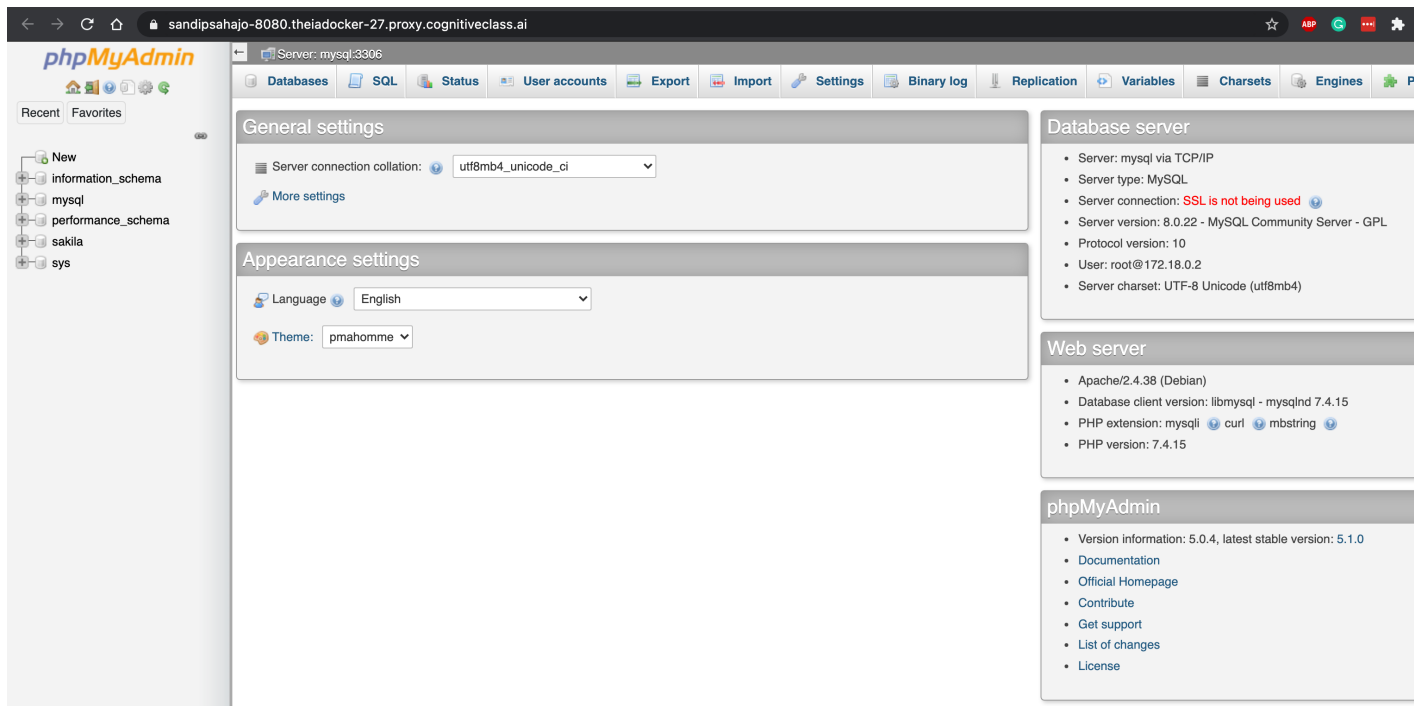 sandipsahajo-8080.theiadocker-27.proxy.cognitiveclass.ai
ABP
G
phpMyAdmin
Recent Favorites
New
information_schema
mysql
performance_schema
sakila
sys
Server: mysql:3306
Databases SQL Status User accounts Export Import Settings Binary log Replication Variables Charsets Engines P
General settings
Server connection collation: utf8mb4_unicode_ci
More settings
Appearance settings
Language English
Theme: pmahomme
Database server
• Server: mysql via TCP/IP
• Server type: MySQL
• Server connection: SSL is not being used
• Server version: 8.0.22 - MySQL Community Server - GPL
• Protocol version: 10
• User: root@172.18.0.2
• Server charset: UTF-8 Unicode (utf8mb4)
Web server
• Apache/2.4.38 (Debian)
• Database client version: libmysql - mysqlnd 7.4.15
• PHP extension: mysqli curl mbstring
• PHP version: 7.4.15
phpMyAdmin
• Version information: 5.0.4, latest stable version: 5.1.0
• Documentation
• Official Homepage
• Contribute
• Get support
• List of changes
• License